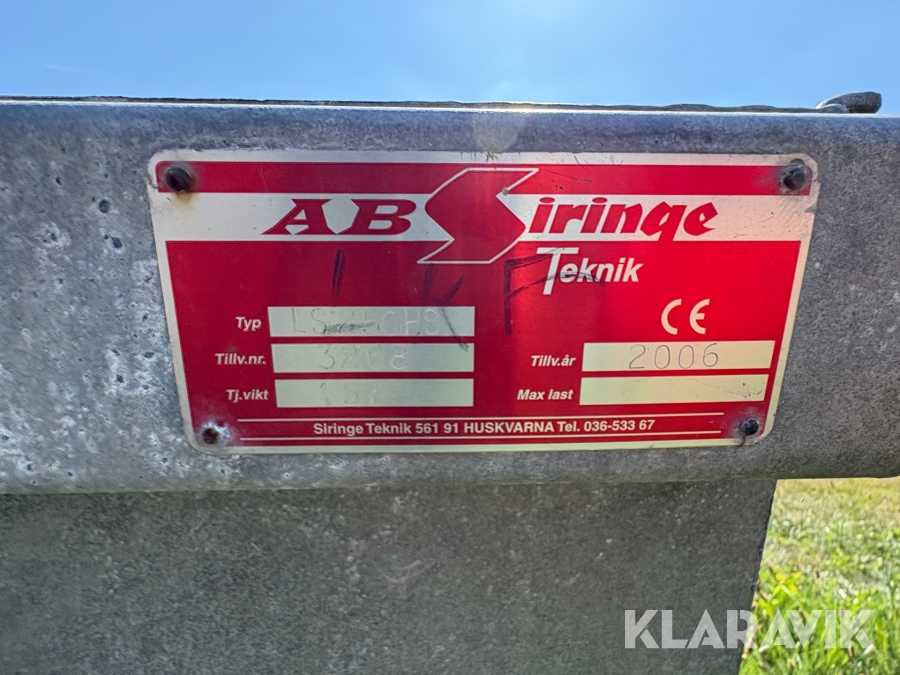 AB Siringe
Teknik
CE
Typ
Tillv.nr.
Tillv.år 2006
Tj.vikt
Max last
Siringe Teknik 561 91 HUSKVARNA Tel. 036-533 67
KLARAVIK